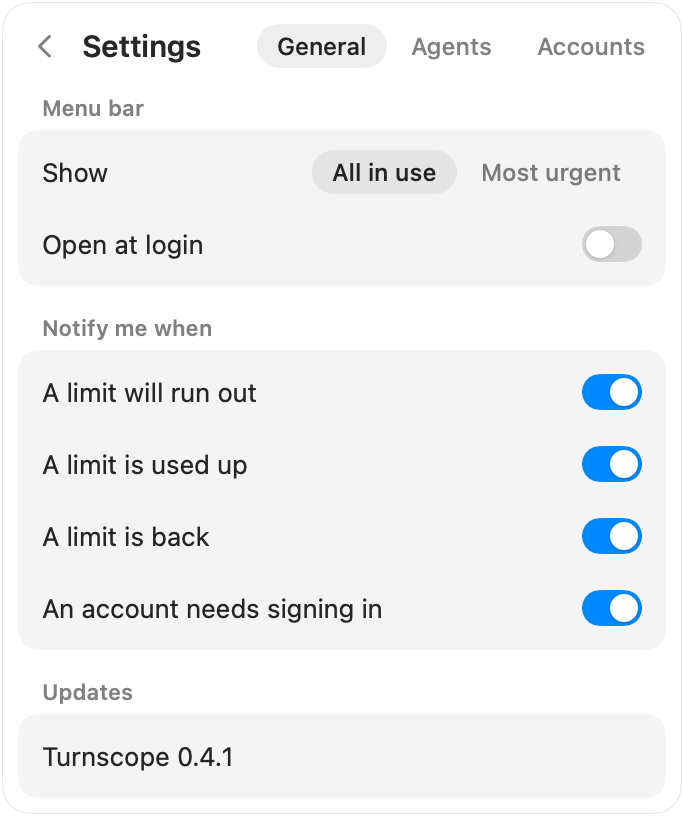 Settings General Agents Accounts
Menu bar
Show All in use Most urgent
Open at login
Notify me when
A limit will run out
A limit is used up
A limit is back
An account needs signing in
Updates
Turnscope 0.4.1